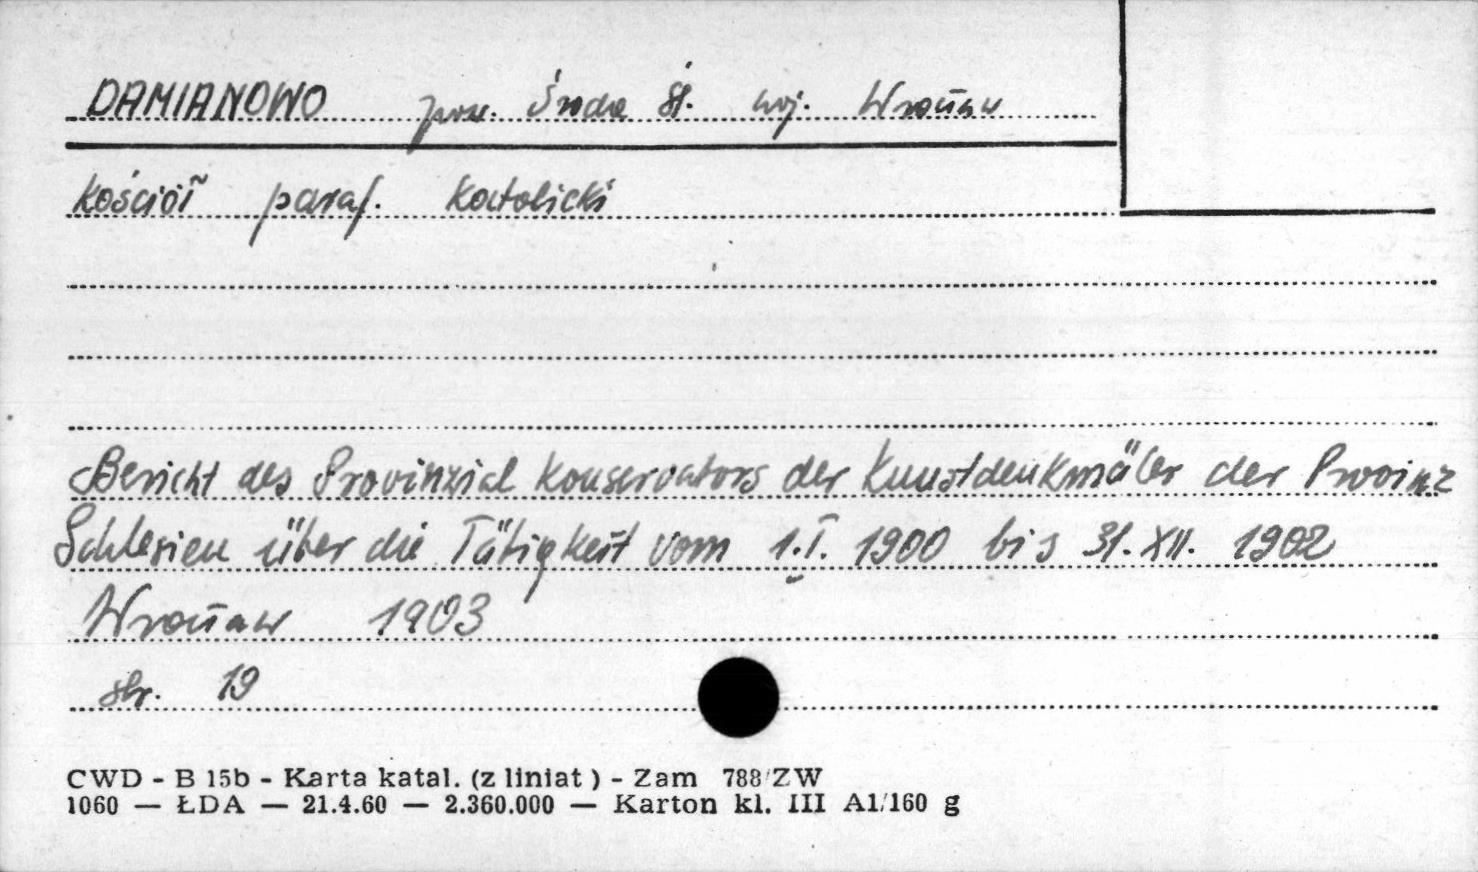 DAMIANOWO pow. Środa Śl. woj. Wrocław
Kościół paraf. Katolicki
Bericht des Provinzial Konservators der Kunstdenkmäler der Provinz
Schlesien über die Tätigkeit vom 1.I. 1900 bis 31.XII. 1902
Wrocław 1903
str. 19
CWD - B 15b - Karta katal. (z liniat) - Zam 788/ZW
1060 — ŁDA — 21.4.60 — 2.360.000 — Karton kl. III A1/160 g